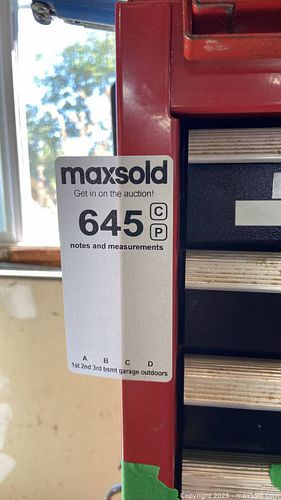 maxsold
Get in on the auction!
645 C
P
notes and measurements
A B C D
1st 2nd 3rd bsmt garage outdoors
Copyright 2025 - maxsold.com